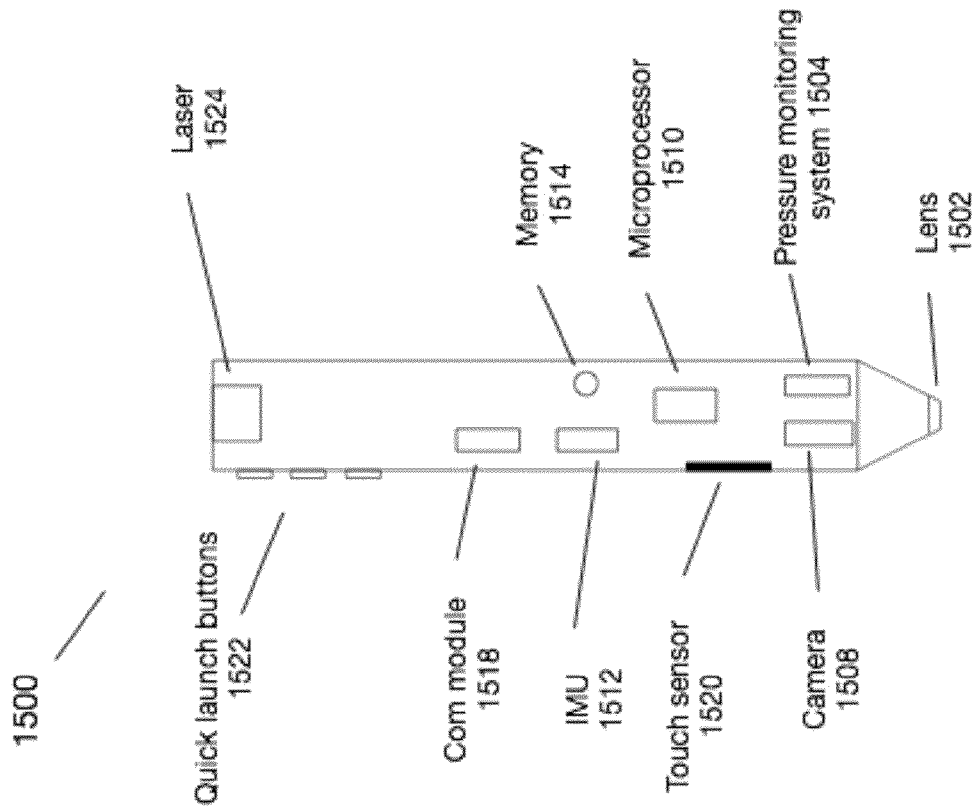 1500
Quick launch buttons
1522
Com module
1518
IMU
1512
Touch sensor
1520
Camera
1508
Laser
1524
Memory
1514
Microprocessor
1510
Pressure monitoring
system 1504
Lens
1502